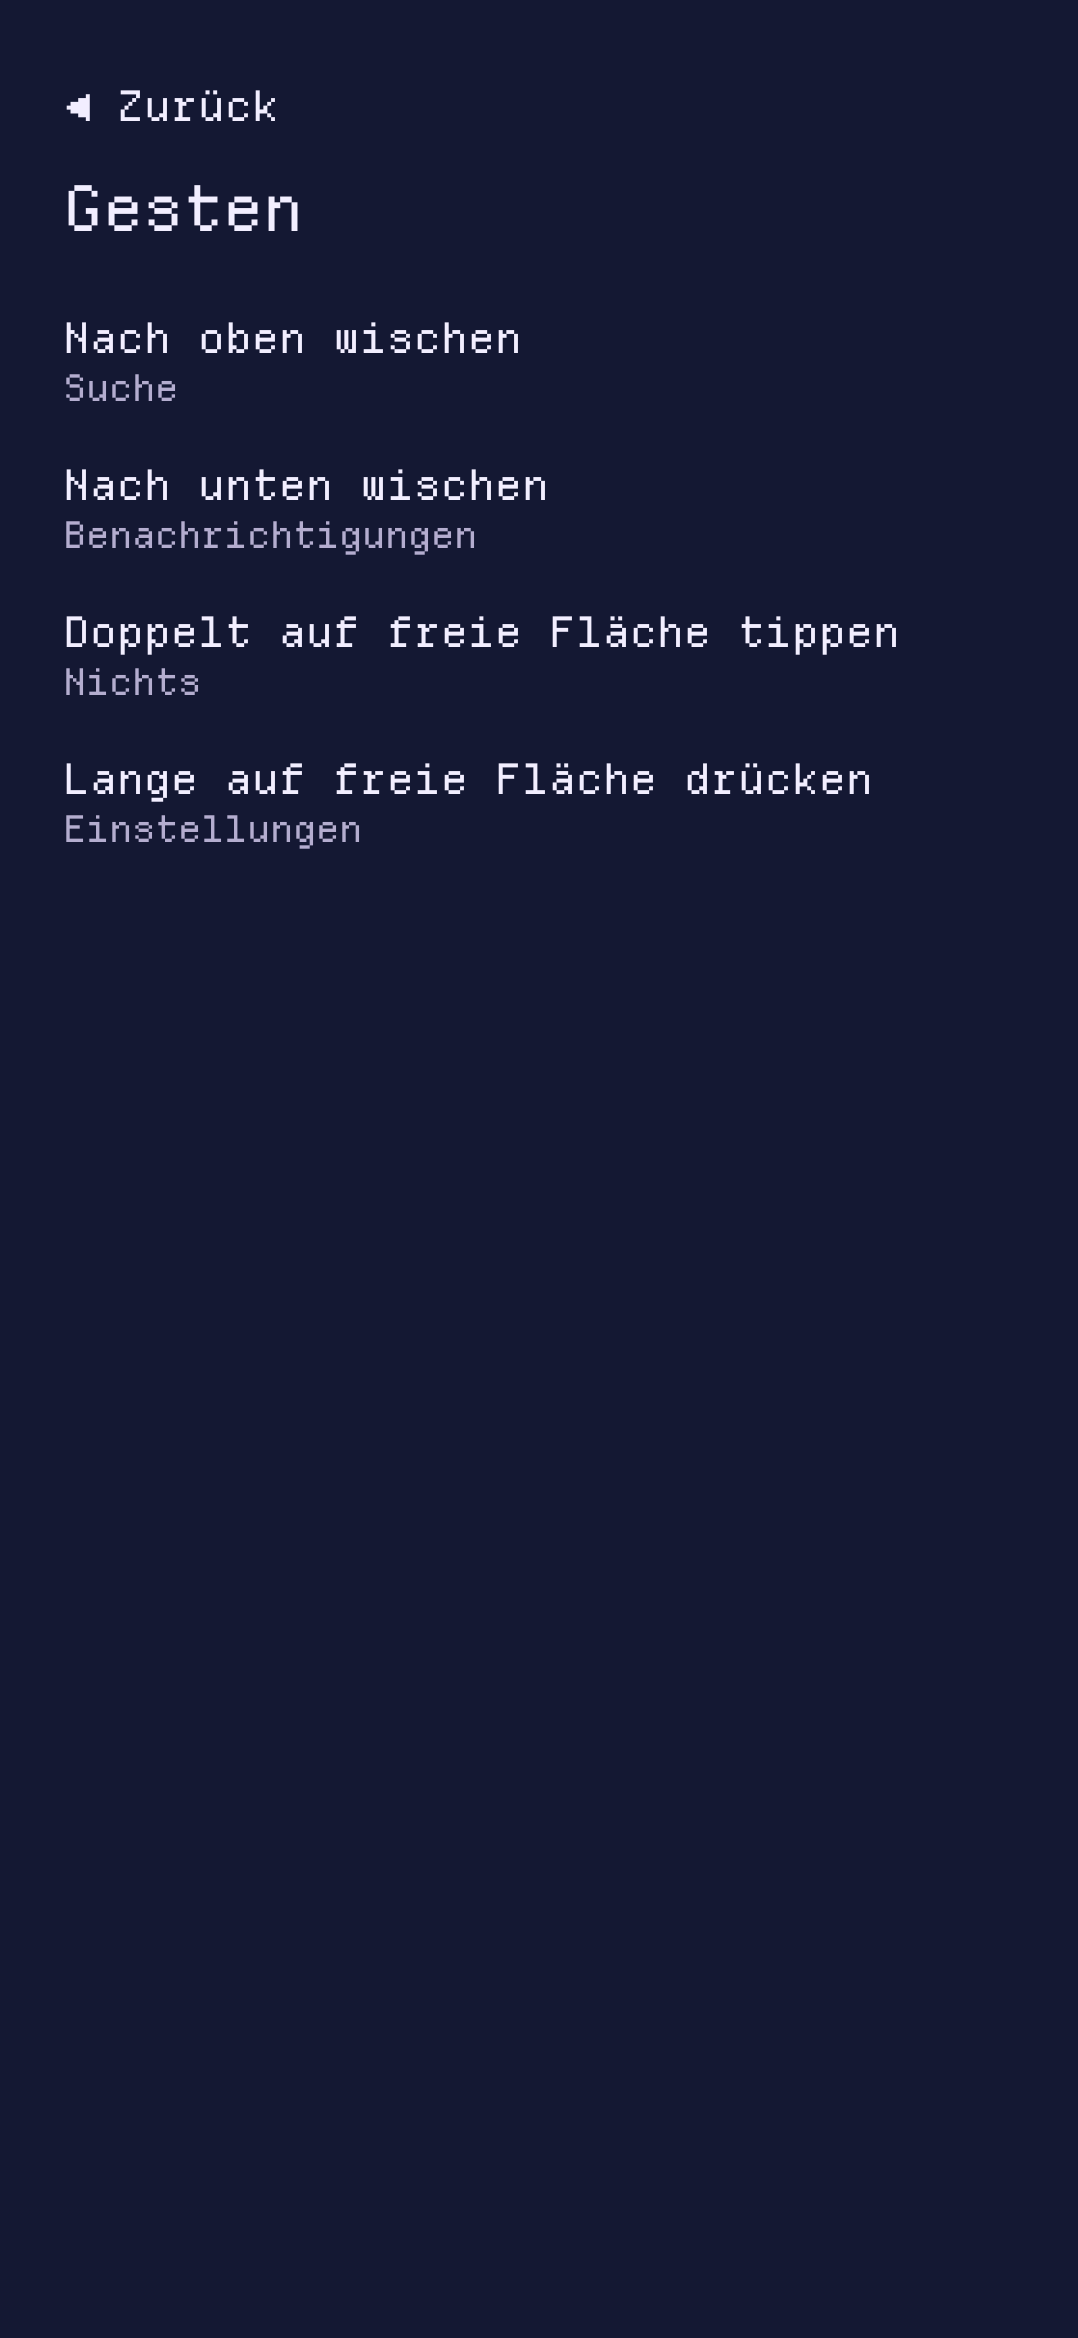 ◀ Zurück
Gesten
Nach oben wischen
Suche
Nach unten wischen
Benachrichtigungen
Doppelt auf freie Fläche tippen
Nichts
Lange auf freie Fläche drücken
Einstellungen